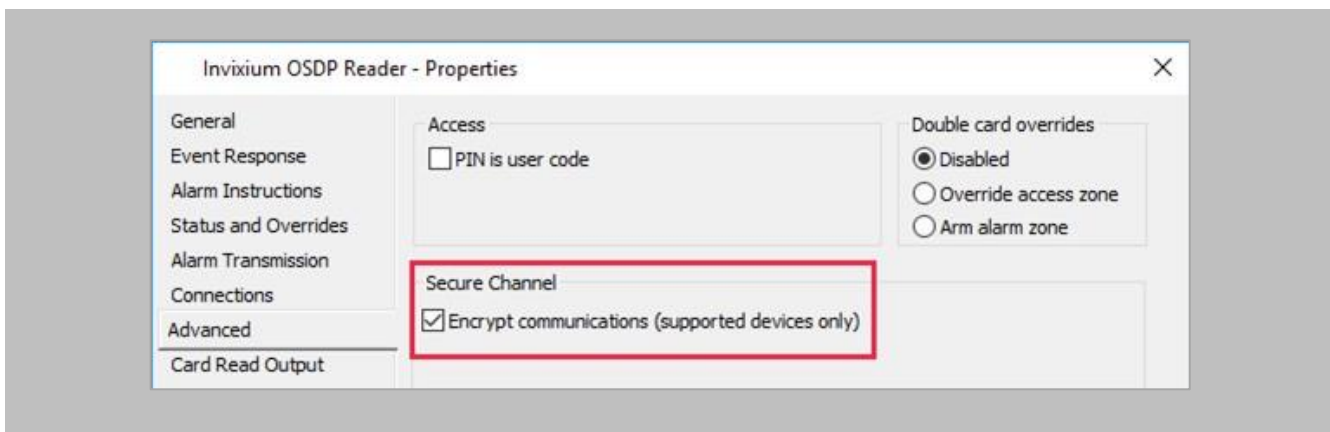 Invixium OSDP Reader - Properties
General
Event Response
Alarm Instructions
Status and Overrides
Alarm Transmission
Connections
Advanced
Card Read Output
Access
PIN is user code
Double card overrides
Disabled
Override access zone
Arm alarm zone
Secure Channel
Encrypt communications (supported devices only)